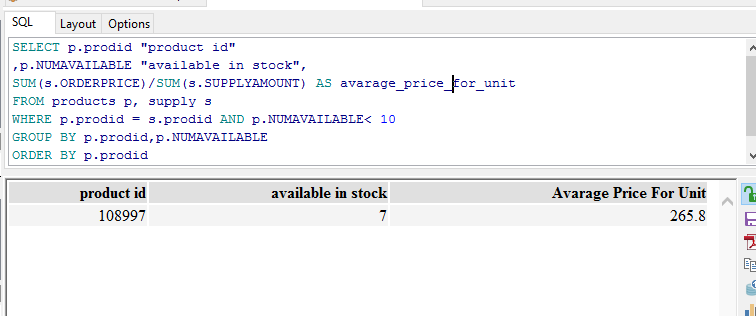 SQL Layout Options
SELECT p.prodid "product id"
,p.NUMAVAILABLE "available in stock",
SUM(s.ORDERPRICE)/SUM(s.SUPPLYAMOUNT) AS avarage_price_for_unit
FROM products p, supply s
WHERE p.prodid = s.prodid AND p.NUMAVAILABLE< 10
GROUP BY p.prodid,p.NUMAVAILABLE
ORDER BY p.prodid
product id available in stock Avarage Price For Unit
108997 7 265.8